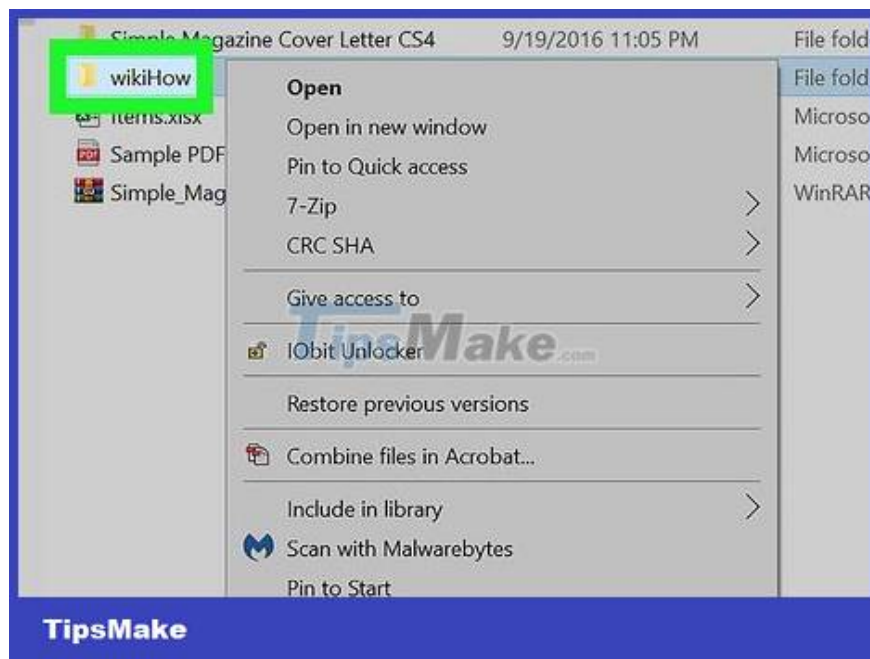 Simple Magazine Cover Letter CS4 9/19/2016 11:05 PM File fold
wikiHow File fold
Items.xlsx Microso
Sample PDF Microso
Simple_Mag WinRAR
Open
Open in new window
Pin to Quick access
7-Zip
CRC SHA
Give access to
TipsMake.com
IObit Unlocker
Restore previous versions
Combine files in Acrobat...
Include in library
Scan with Malwarebytes
Pin to Start
TipsMake